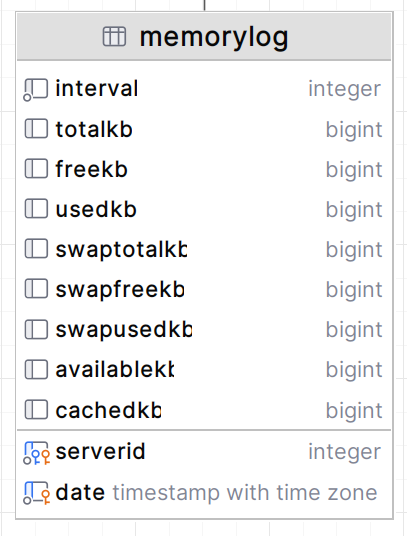 memorylog
interval integer
totalkb bigint
freekb bigint
usedkb bigint
swaptotalkb bigint
swapfreekb bigint
swapusedkb bigint
availablekb bigint
cachedkb bigint
serverid integer
date timestamp with time zone